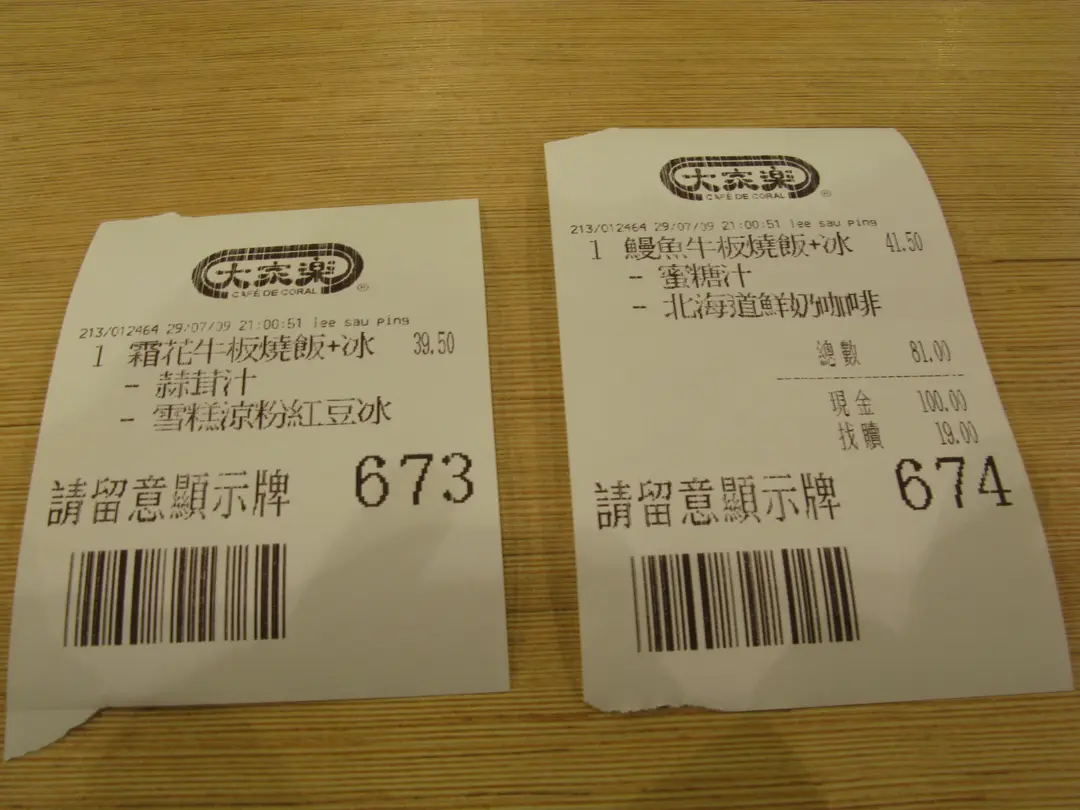 大家樂
CAFÉ DE CORAL ®
213/012464 29/07/09 21:00:51 lee sau ping
1 霜花牛板燒飯+冰 39.50
- 蒜茸汁
- 雪糕涼粉紅豆冰
請留意顯示牌 673
大家樂
CAFÉ DE CORAL ®
213/012464 29/07/09 21:00:51 lee sau ping
1 鰻魚牛板燒飯+冰 41.50
- 蜜糖汁
- 北海道鮮奶咖啡
總數 81.00
現金 100.00
找贖 19.00
請留意顯示牌 674